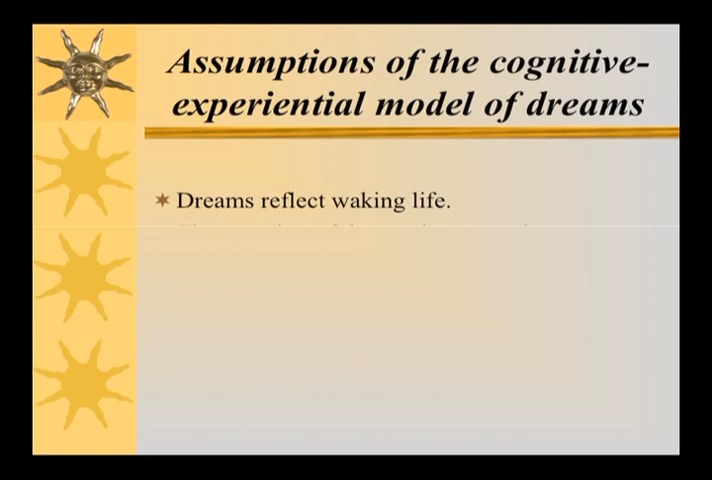 Assumptions of the cognitive-
experiential model of dreams
Dreams reflect waking life.